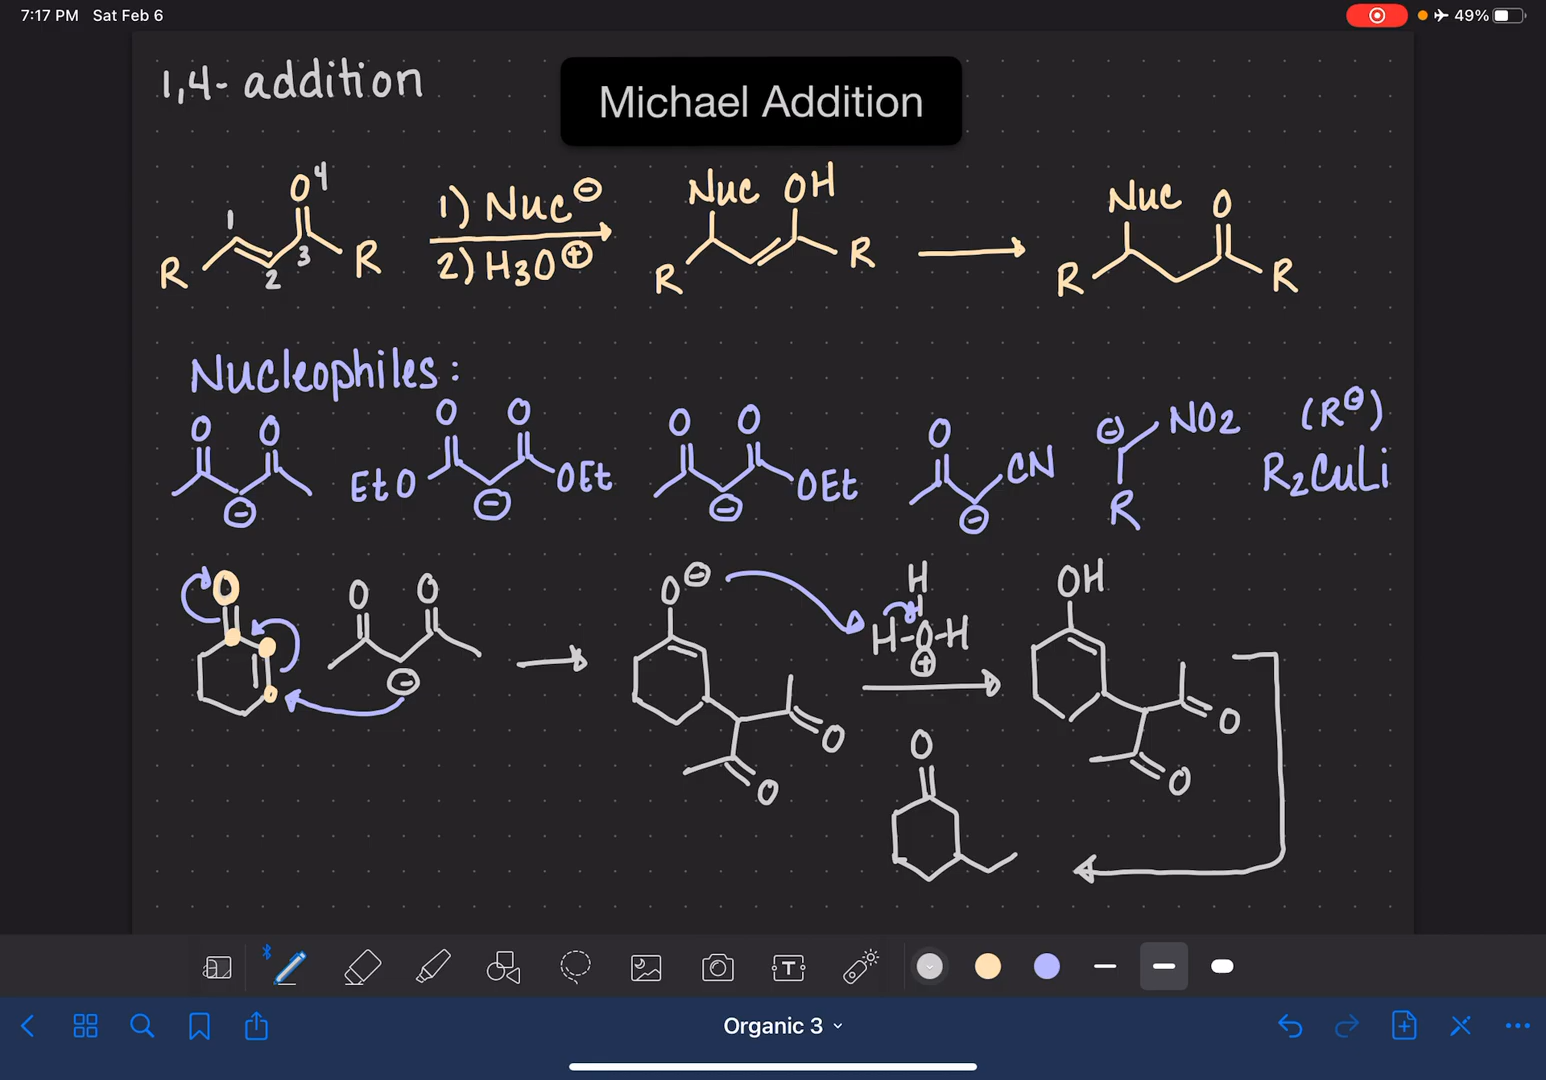 7:17 PM Sat Feb 6
49%
1,4- addition
Michael Addition
O 4
1
2
3
R
R
1) Nuc⊖
2) H3O⊕
Nuc OH
R
R
Nuc O
R
R
Nucleophiles:
O O
⊖
O O
EtO
OEt
⊖
O O
OEt
⊖
O
CN
⊖
⊖
NO2
R
(R⊖)
R2CuLi
O
O O
⊖
O⊖
O
O
H
H-O-H
⊕
OH
O
O
O
T
Organic 3